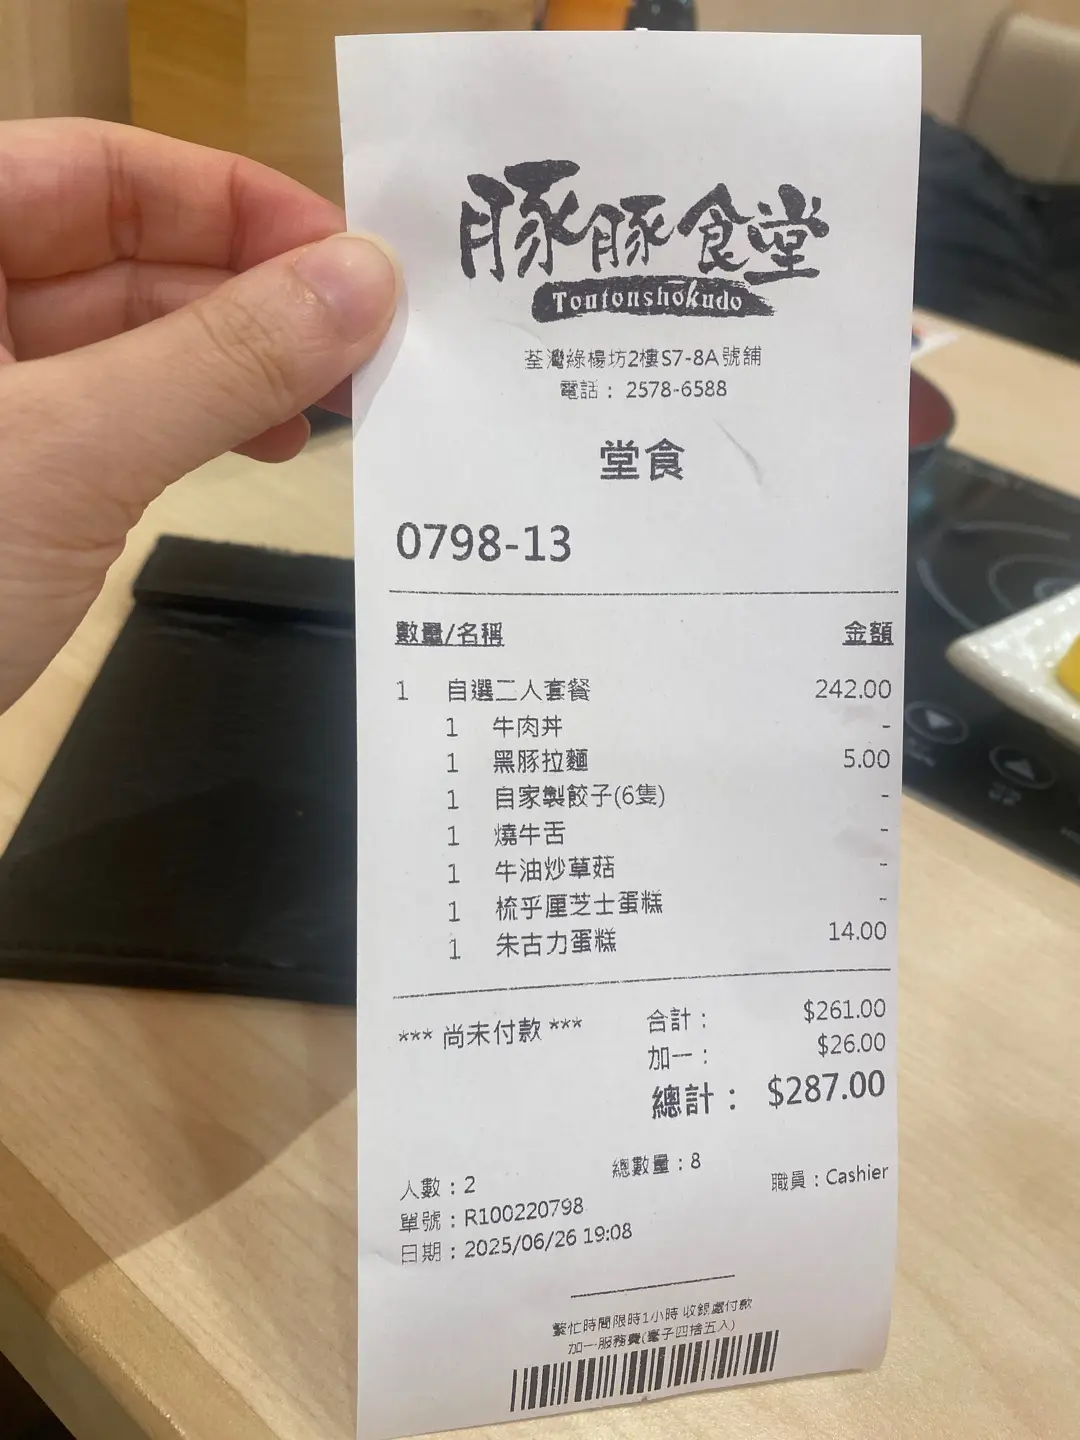 豚豚食堂
Tontonshokudo
荃灣綠楊坊2樓S7-8A號舖
電話： 2578-6588
堂食
0798-13
數量/名稱 金額
1 自選二人套餐 242.00
1 牛肉丼 -
1 黑豚拉麵 5.00
1 自家製餃子(6隻) -
1 燒牛舌 -
1 牛油炒草菇 -
1 梳乎厘芝士蛋糕 -
1 朱古力蛋糕 14.00
*** 尚未付款 *** 合計： $261.00
加一： $26.00
總計： $287.00
總數量：8
人數：2 職員：Cashier
單號：R100220798
日期：2025/06/26 19:08
繁忙時間限時1小時 收銀處付款
加一服務費(毫子四捨五入)